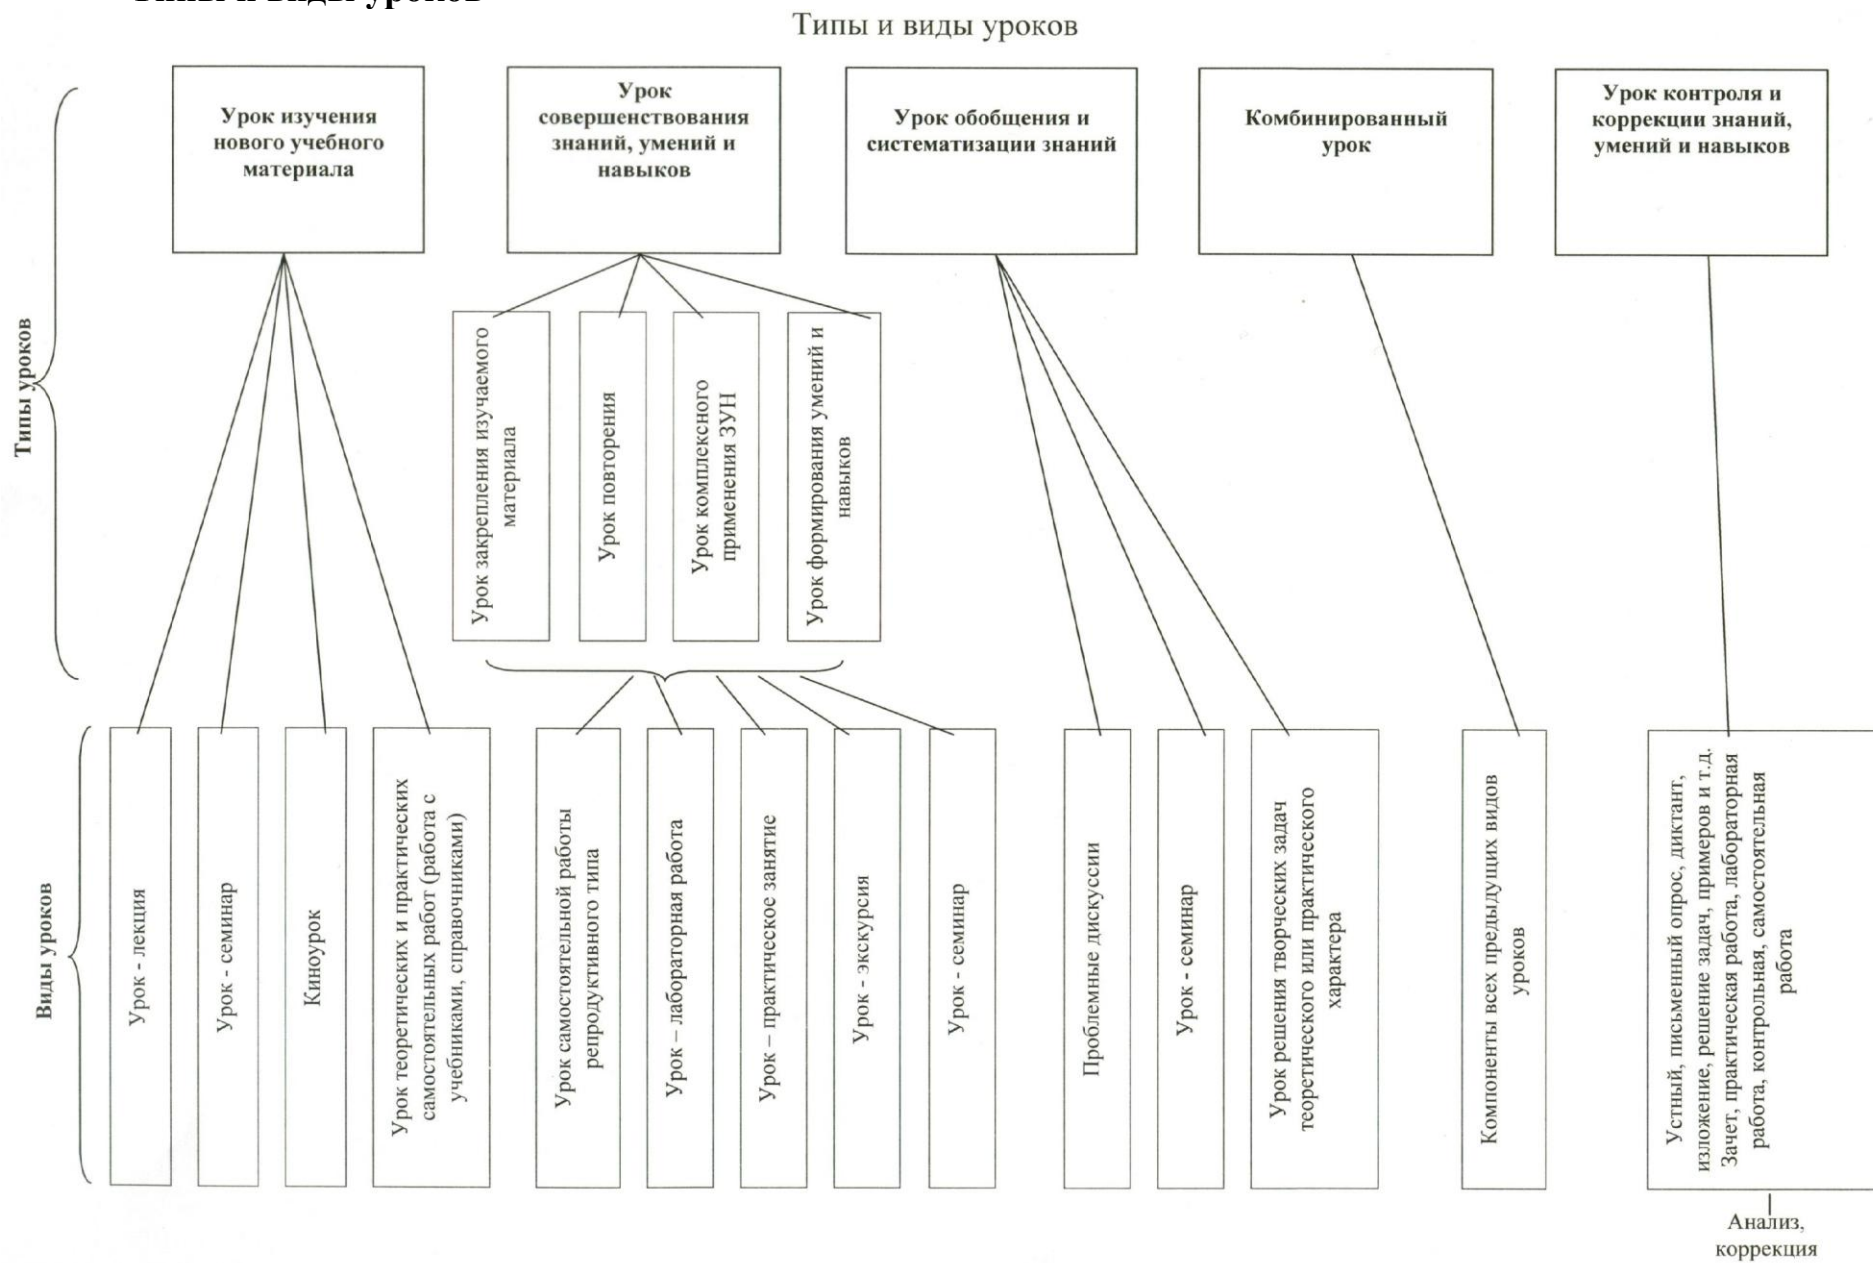 Типы и виды уроков
Типы и виды уроков
Урок изучения
нового учебного
материала
Урок
совершенствования
знаний, умений и
навыков
Урок обобщения и
систематизации знаний
Комбинированный
урок
Урок контроля и
коррекции знаний,
умений и навыков
Типы уроков
Урок закрепления изучаемого
материала
Урок повторения
Урок комплексного
применения ЗУН
Урок формирования умений и
навыков
Виды уроков
Урок - лекция
Урок - семинар
Киноурок
Урок теоретических и практических
самостоятельных работ (работа с
учебниками, справочниками)
Урок самостоятельной работы
репродуктивного типа
Урок – лабораторная работа
Урок – практическое занятие
Урок - экскурсия
Урок - семинар
Проблемные дискуссии
Урок - семинар
Урок решения творческих задач
теоретического или практического
характера
Компоненты всех предыдущих видов
уроков
Устный, письменный опрос, диктант,
изложение, решение задач, примеров и т.д.
Зачет, практическая работа, лабораторная
работа, контрольная, самостоятельная
работа
Анализ,
коррекция